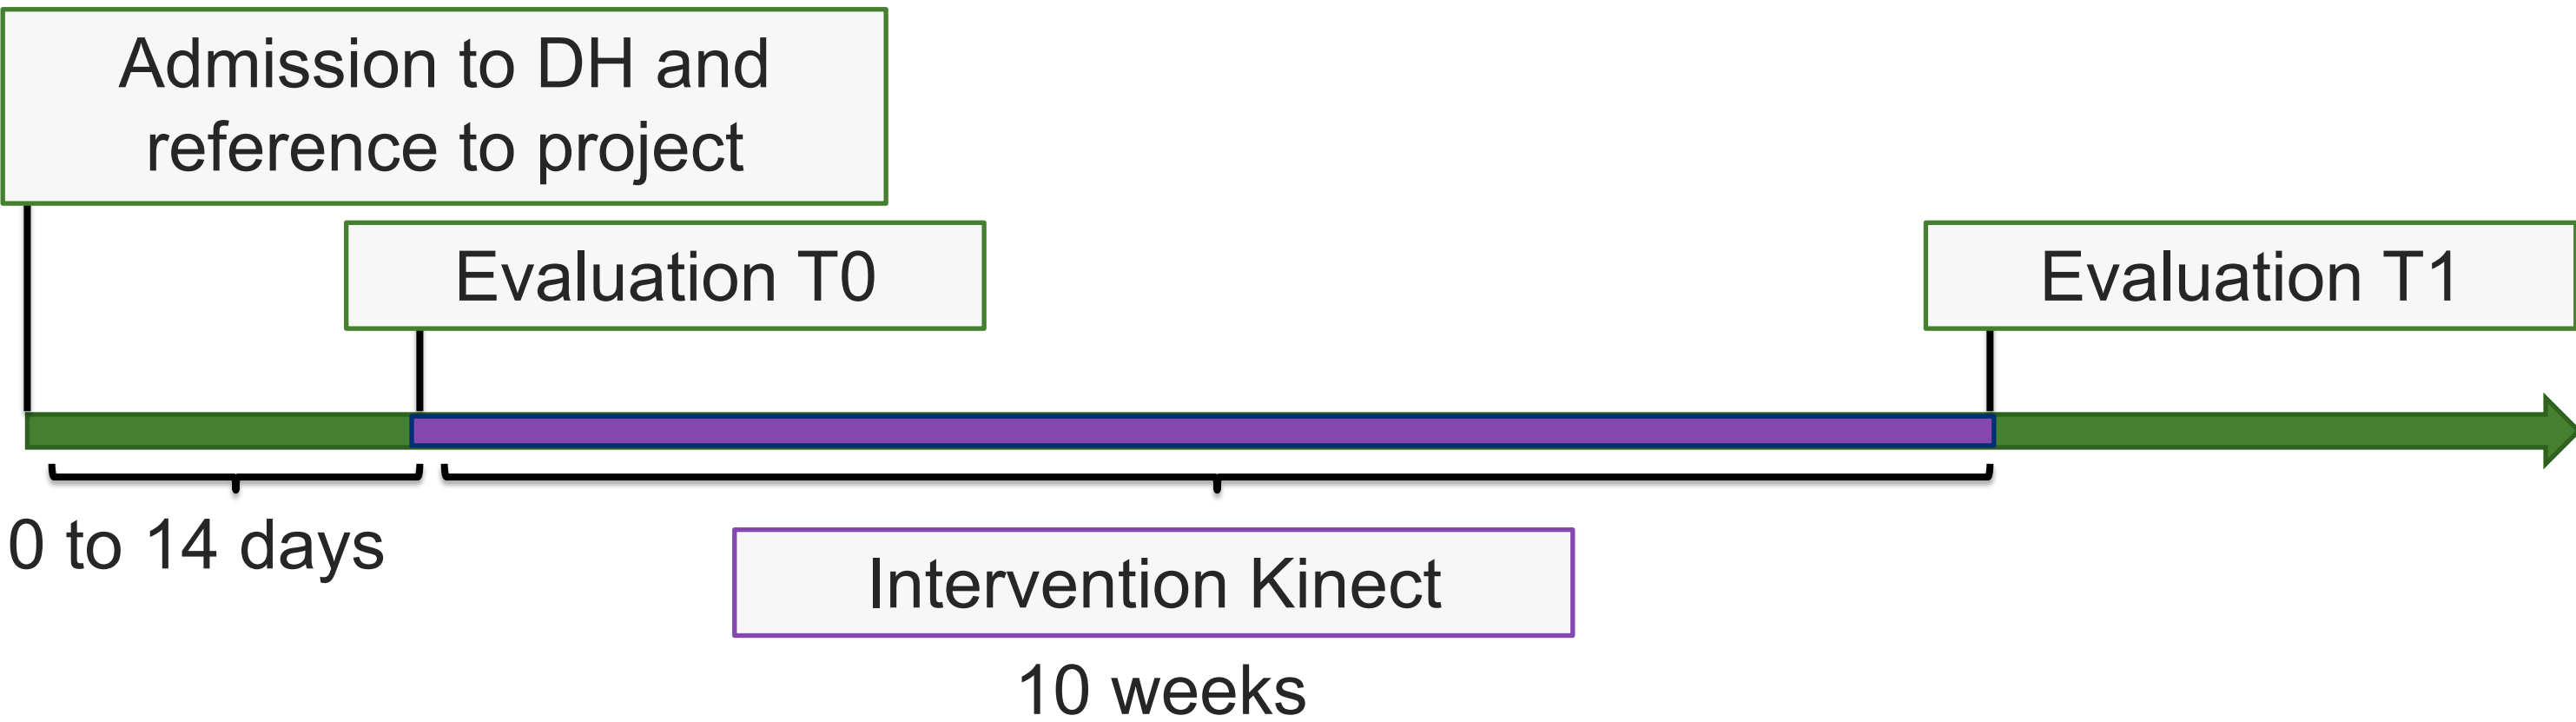 Admission to DH and
reference to project
Evaluation T0
Evaluation T1
0 to 14 days
Intervention Kinect
10 weeks